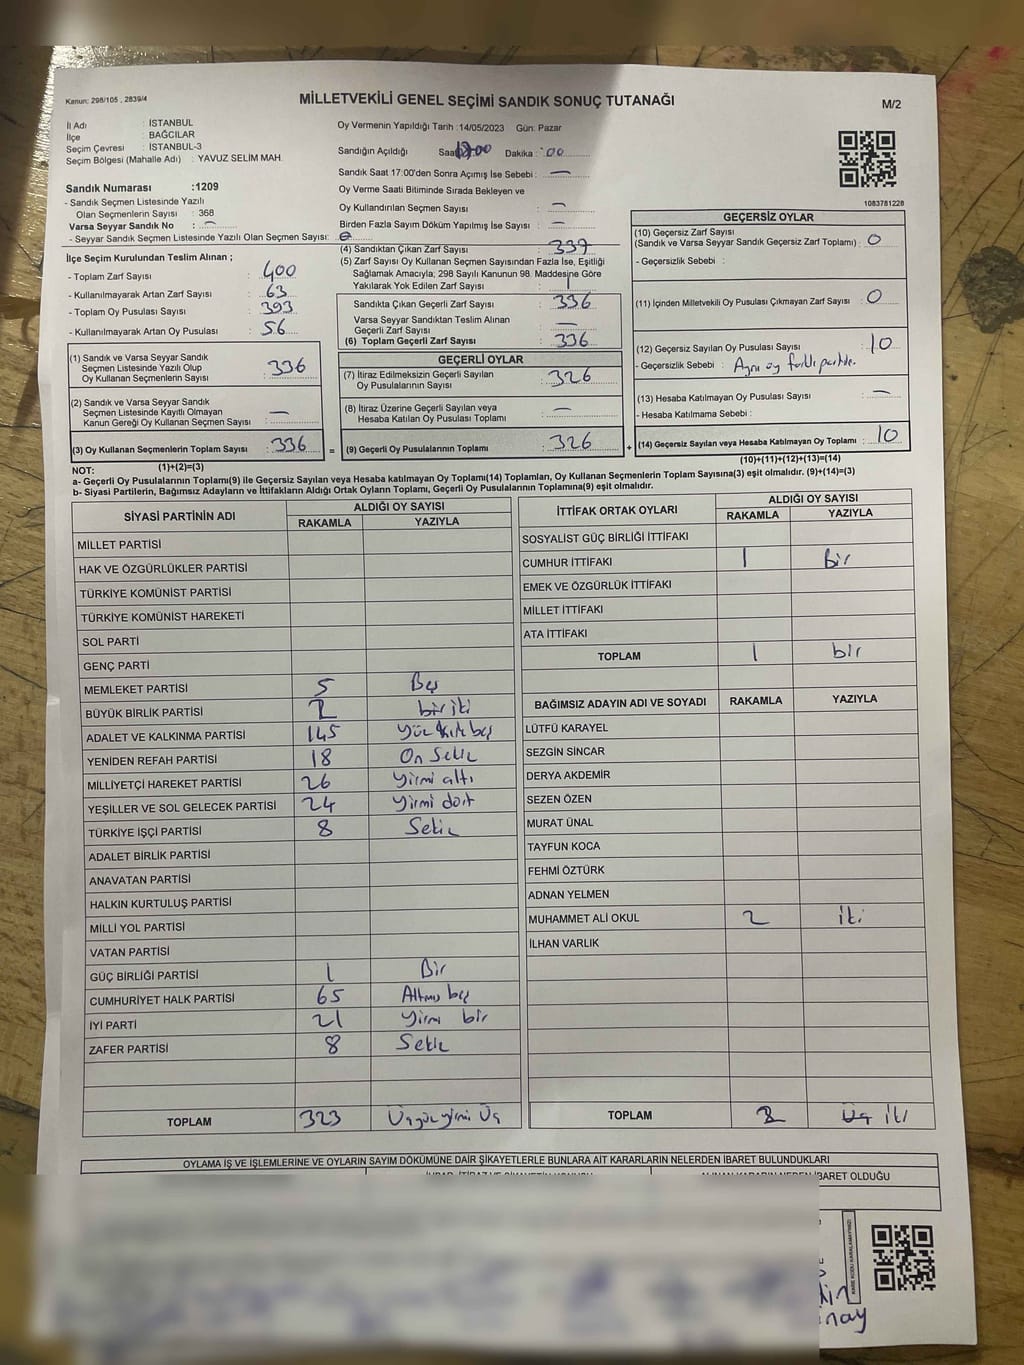 Kanun: 298/105 , 2839/4
MİLLETVEKİLİ GENEL SEÇİMİ SANDIK SONUÇ TUTANAĞI
M/2
İl Adı : İSTANBUL
İlçe : BAĞCILAR
Seçim Çevresi : İSTANBUL-3
Seçim Bölgesi (Mahalle Adı) : YAVUZ SELİM MAH.
Oy Vermenin Yapıldığı Tarih :14/05/2023 Gün: Pazar
Sandığın Açıldığı Saat :00 Dakika :00
Sandık Saat 17:00'den Sonra Açımış İse Sebebi : —
Oy Verme Saati Bitiminde Sırada Bekleyen ve
Oy Kullandırılan Seçmen Sayısı : —
Birden Fazla Sayım Döküm Yapılmış İse Sayısı : —
1083781228
Sandık Numarası :1209
- Sandık Seçmen Listesinde Yazılı
Olan Seçmenlerin Sayısı : 368
Varsa Seyyar Sandık No : —
- Seyyar Sandık Seçmen Listesinde Yazılı Olan Seçmen Sayısı:
İlçe Seçim Kurulundan Teslim Alınan ;
- Toplam Zarf Sayısı : 400
- Kullanılmayarak Artan Zarf Sayısı : 63
- Toplam Oy Pusulası Sayısı : 393
- Kullanılmayarak Artan Oy Pusulası : 56
(1) Sandık ve Varsa Seyyar Sandık
Seçmen Listesinde Yazılı Olup
Oy Kullanan Seçmenlerin Sayısı : 336
(2) Sandık ve Varsa Seyyar Sandık
Seçmen Listesinde Kayıtlı Olmayan
Kanun Gereği Oy Kullanan Seçmen Sayısı : —
(3) Oy Kullanan Seçmenlerin Toplam Sayısı : 336
(1)+(2)=(3)
(4) Sandıktan Çıkan Zarf Sayısı : 337
(5) Zarf Sayısı Oy Kullanan Seçmen Sayısından Fazla İse, Eşitliği
Sağlamak Amacıyla; 298 Sayılı Kanunun 98. Maddesine Göre
Yakılarak Yok Edilen Zarf Sayısı : 1
Sandıkta Çıkan Geçerli Zarf Sayısı : 336
Varsa Seyyar Sandıktan Teslim Alınan
Geçerli Zarf Sayısı : —
(6) Toplam Geçerli Zarf Sayısı : 336
GEÇERLİ OYLAR
(7) İtiraz Edilmeksizin Geçerli Sayılan
Oy Pusulalarının Sayısı : 326
(8) İtiraz Üzerine Geçerli Sayılan veya
Hesaba Katılan Oy Pusulası Toplamı : —
= (9) Geçerli Oy Pusulalarının Toplamı : 326
GEÇERSİZ OYLAR
(10) Geçersiz Zarf Sayısı
(Sandık ve Varsa Seyyar Sandık Geçersiz Zarf Toplamı) : 0
- Geçersizlik Sebebi :
(11) İçinden Milletvekili Oy Pusulası Çıkmayan Zarf Sayısı : 0
(12) Geçersiz Sayılan Oy Pusulası Sayısı : 10
- Geçersizlik Sebebi : Aynı oy farklı partide.
(13) Hesaba Katılmayan Oy Pusulası Sayısı : —
- Hesaba Katılmama Sebebi :
+ (14) Geçersiz Sayılan veya Hesaba Katılmayan Oy Toplamı : 10
(10)+(11)+(12)+(13)=(14)
NOT:
a- Geçerli Oy Pusulalarının Toplamı(9) ile Geçersiz Sayılan veya Hesaba katılmayan Oy Toplamı(14) Toplamları, Oy Kullanan Seçmenlerin Toplam Sayısına(3) eşit olmalıdır. (9)+(14)=(3)
b- Siyasi Partilerin, Bağımsız Adayların ve İttifakların Aldığı Ortak Oyların Toplamı, Geçerli Oy Pusulalarının Toplamına(9) eşit olmalıdır.
SİYASİ PARTİNİN ADI ALDIĞI OY SAYISI
RAKAMLA YAZIYLA
MİLLET PARTİSİ
HAK VE ÖZGÜRLÜKLER PARTİSİ
TÜRKİYE KOMÜNİST PARTİSİ
TÜRKİYE KOMÜNİST HAREKETİ
SOL PARTİ
GENÇ PARTİ
MEMLEKET PARTİSİ 5 Beş
BÜYÜK BİRLİK PARTİSİ 2 bir iki
ADALET VE KALKINMA PARTİSİ 145 Yüz kırk beş
YENİDEN REFAH PARTİSİ 18 On Sekiz
MİLLİYETÇİ HAREKET PARTİSİ 26 Yirmi altı
YEŞİLLER VE SOL GELECEK PARTİSİ 24 Yirmi dört
TÜRKİYE İŞÇİ PARTİSİ 8 Sekiz
ADALET BİRLİK PARTİSİ
ANAVATAN PARTİSİ
HALKIN KURTULUŞ PARTİSİ
MİLLİ YOL PARTİSİ
VATAN PARTİSİ
GÜÇ BİRLİĞİ PARTİSİ 1 Bir
CUMHURİYET HALK PARTİSİ 65 Altmış beş
İYİ PARTİ 21 Yirmi bir
ZAFER PARTİSİ 8 Sekiz
TOPLAM 323 Üçyüzyirmi Üç
İTTİFAK ORTAK OYLARI ALDIĞI OY SAYISI
RAKAMLA YAZIYLA
SOSYALİST GÜÇ BİRLİĞİ İTTİFAKI
CUMHUR İTTİFAKI 1 Bir
EMEK VE ÖZGÜRLÜK İTTİFAKI
MİLLET İTTİFAKI
ATA İTTİFAKI
TOPLAM 1 bir
BAĞIMSIZ ADAYIN ADI VE SOYADI RAKAMLA YAZIYLA
LÜTFÜ KARAYEL
SEZGİN SİNCAR
DERYA AKDEMİR
SEZEN ÖZEN
MURAT ÜNAL
TAYFUN KOCA
FEHMİ ÖZTÜRK
ADNAN YELMEN
MUHAMMET ALİ OKUL 2 iki
İLHAN VARLIK
TOPLAM 2 Üç iki
OYLAMA İŞ VE İŞLEMLERİNE VE OYLARIN SAYIM DÖKÜMÜNE DAİR ŞİKAYETLERLE BUNLARA AİT KARARLARIN NELERDEN İBARET BULUNDUKLARI
ALINAN KARARIN NEDEN İBARET OLDUĞU